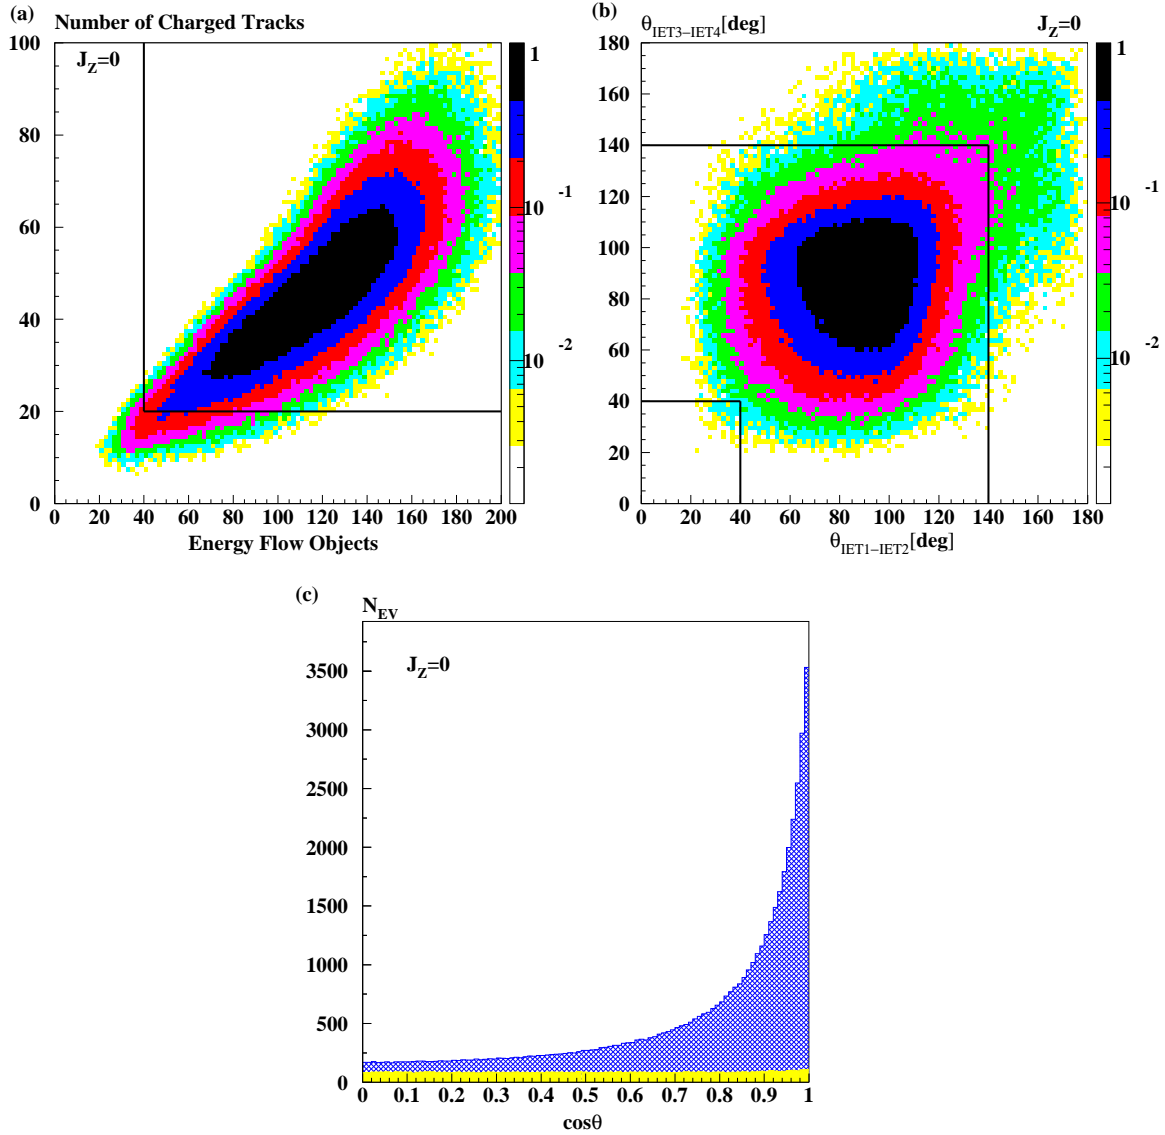 (a) Number of Charged Tracks
J_Z=0
100
80
60
40
20
0
0 20 40 60 80 100 120 140 160 180 200
Energy Flow Objects
1
10 -1
10 -2
(b) θ_IET3−IET4[deg] J_Z=0
180
160
140
120
100
80
60
40
20
0
0 20 40 60 80 100 120 140 160 180
θ_IET1−IET2[deg]
1
10 -1
10 -2
(c) N_EV
J_Z=0
3500
3000
2500
2000
1500
1000
500
0
0 0.1 0.2 0.3 0.4 0.5 0.6 0.7 0.8 0.9 1
cosθ